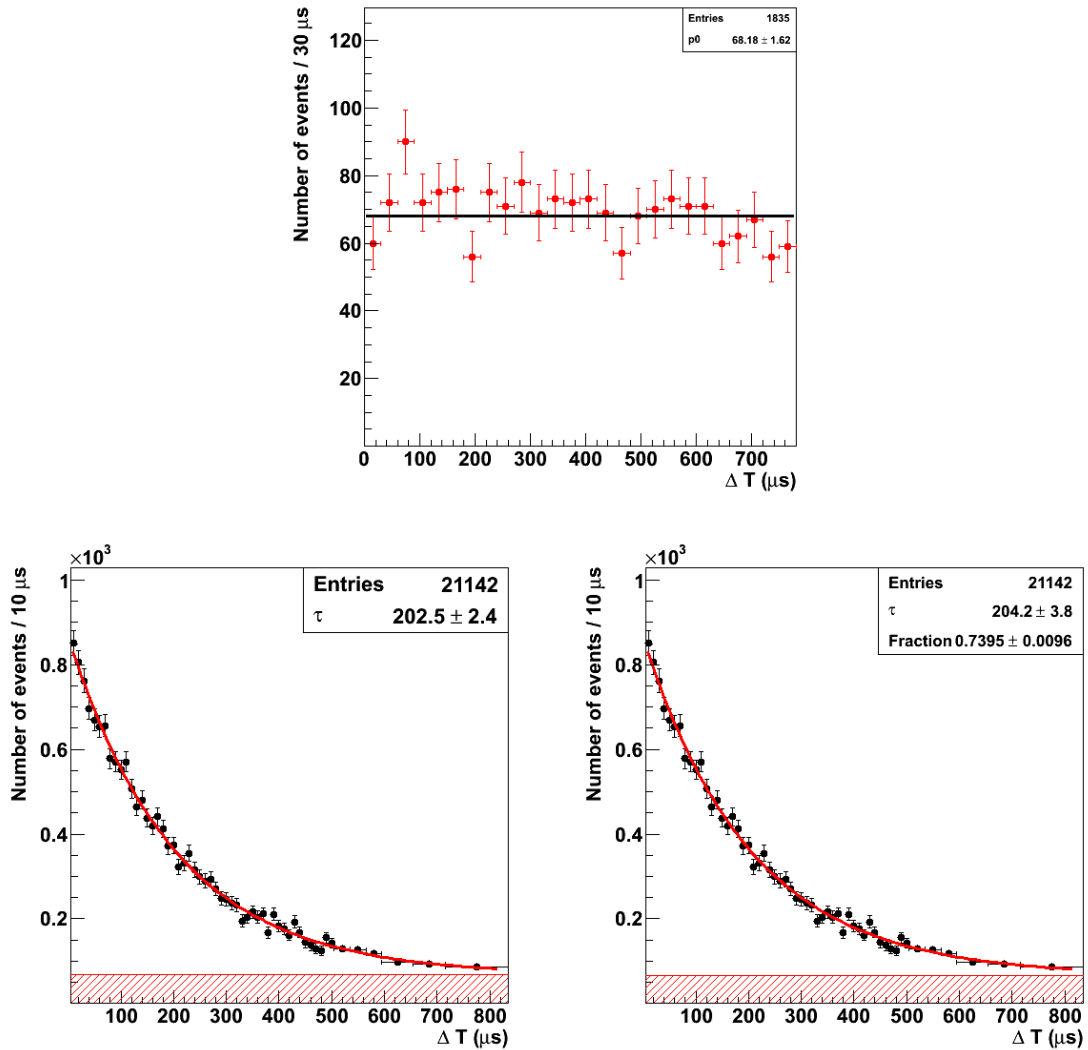 Number of events / 30 μs
Entries 1835
p0 68.18 ± 1.62
120
100
80
60
40
20
0 100 200 300 400 500 600 700
Δ T (μs)
×10³
Number of events / 10 μs
Entries 21142
τ 202.5 ± 2.4
1
0.8
0.6
0.4
0.2
100 200 300 400 500 600 700 800
Δ T (μs)
×10³
Number of events / 10 μs
Entries 21142
τ 204.2 ± 3.8
Fraction 0.7395 ± 0.0096
1
0.8
0.6
0.4
0.2
100 200 300 400 500 600 700 800
Δ T (μs)